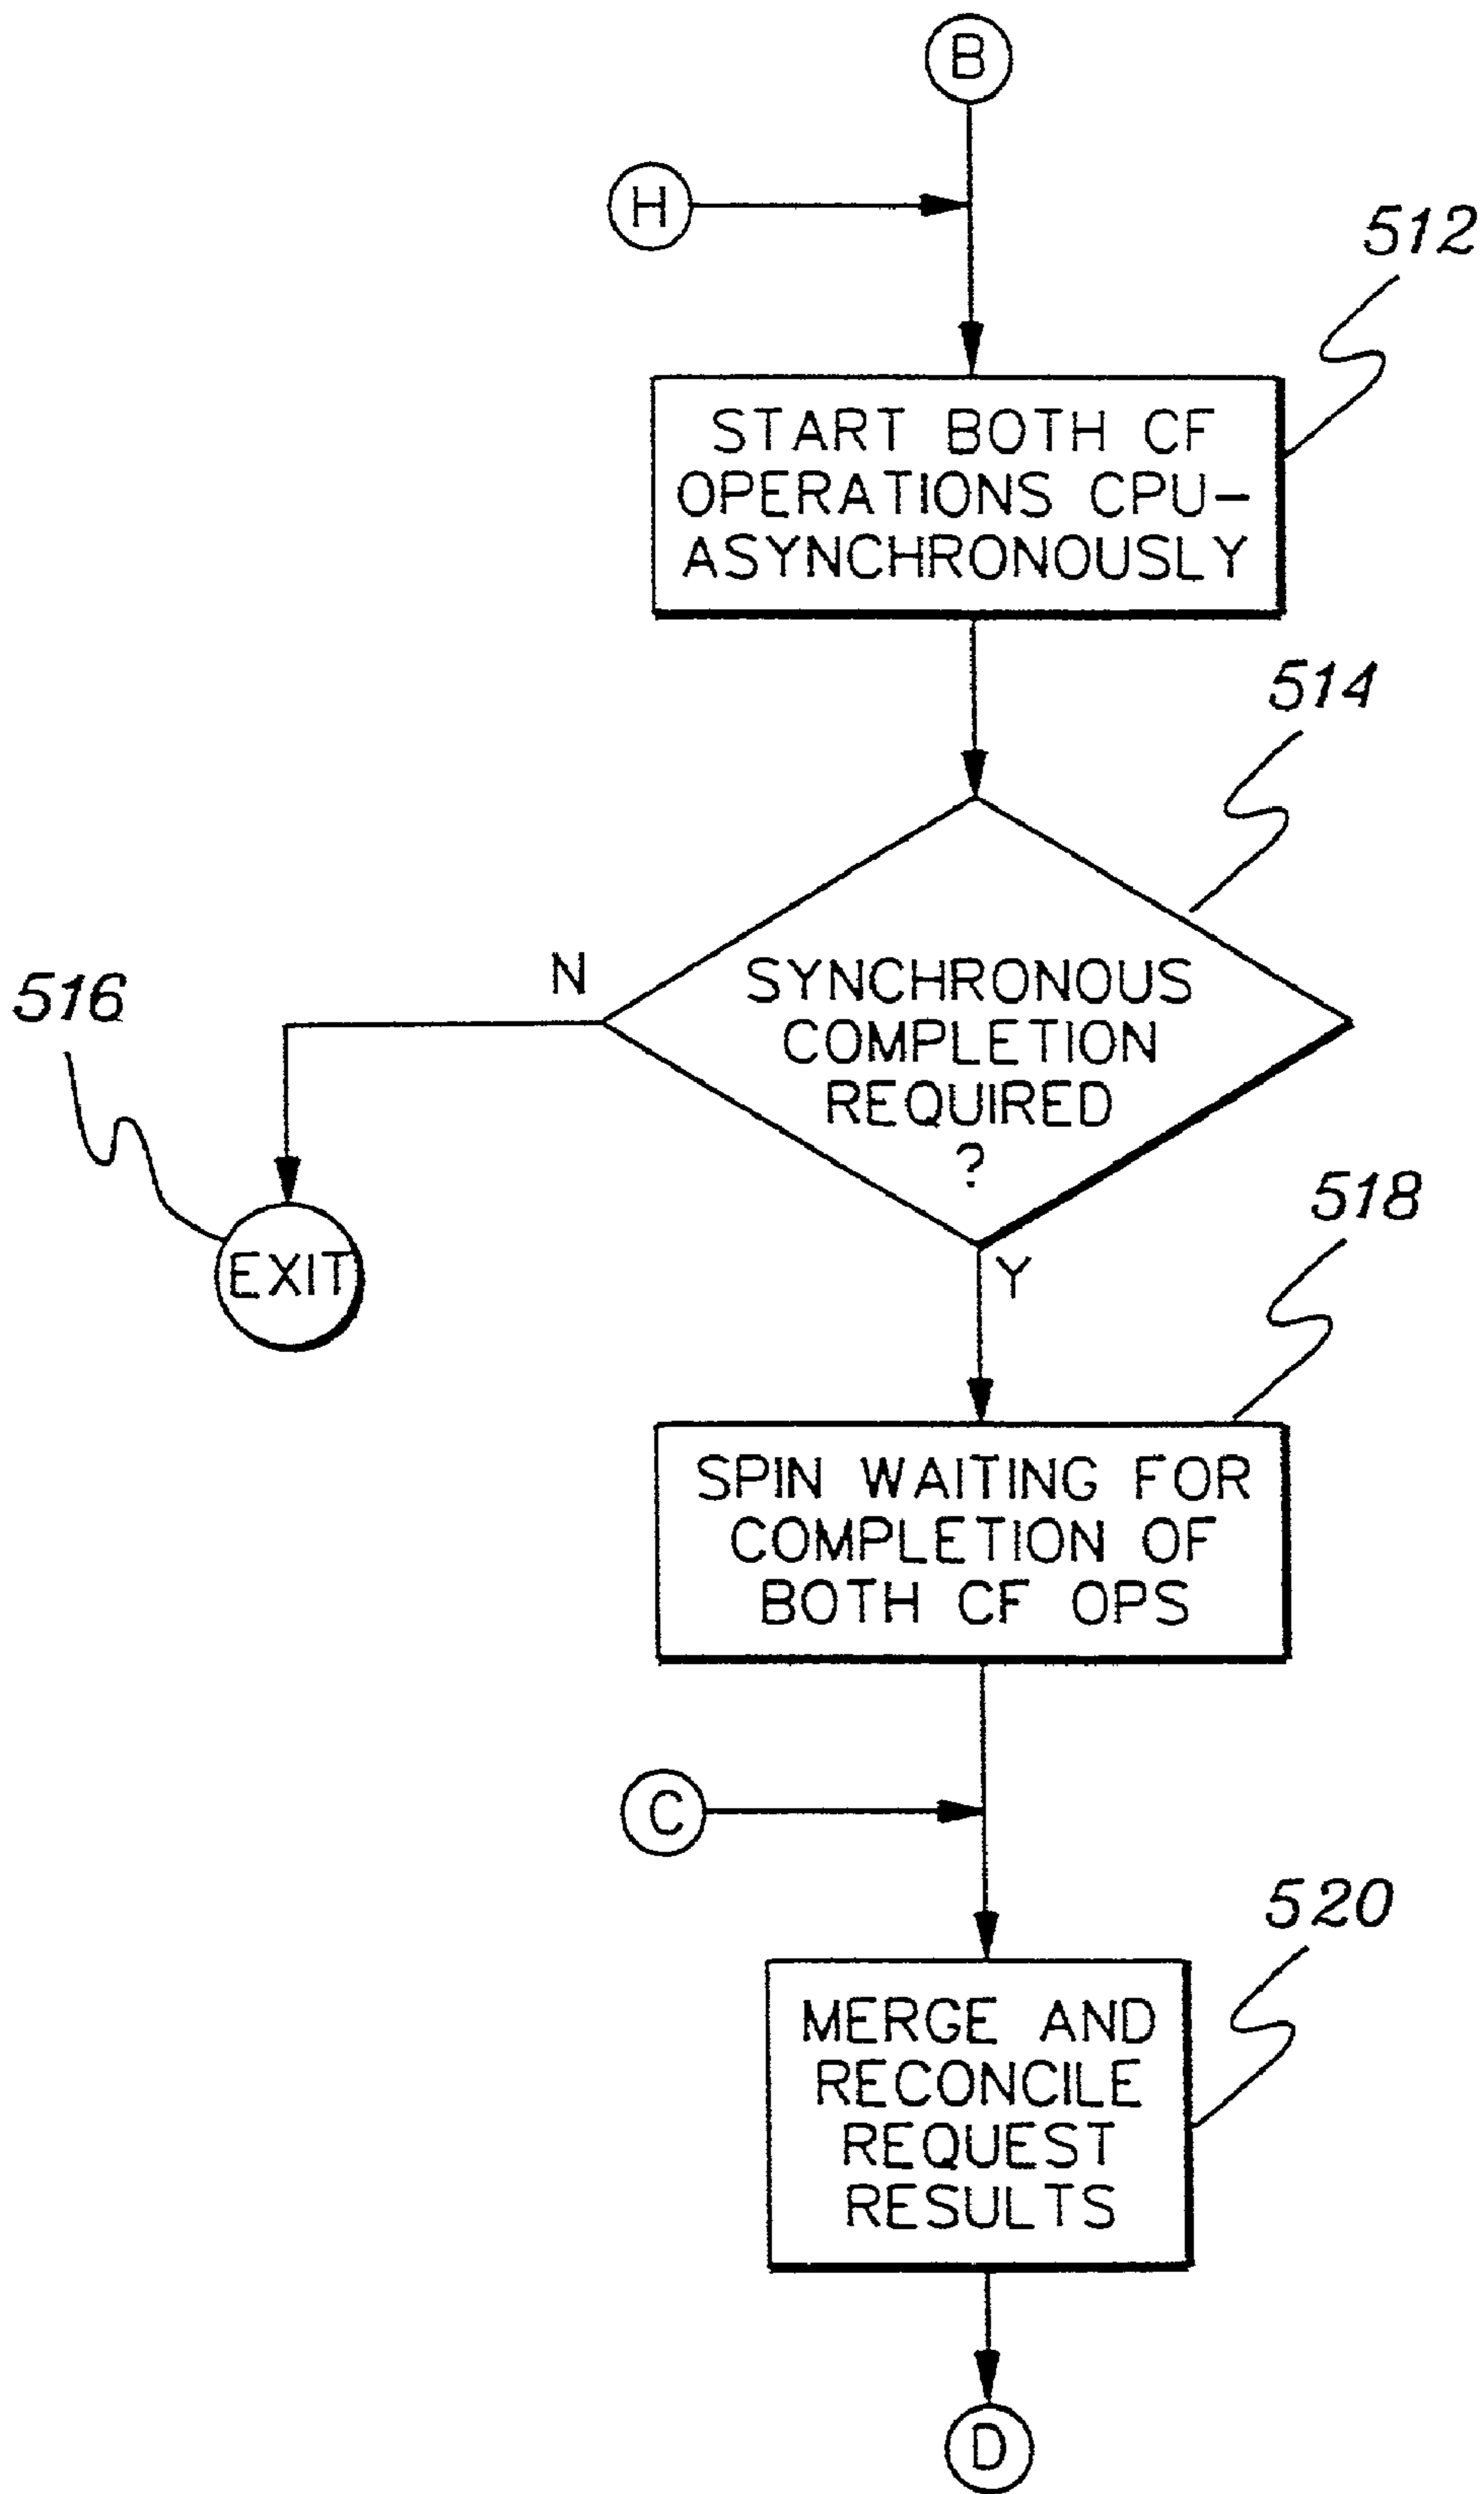 B
H
512
START BOTH CF
OPERATIONS CPU-
ASYNCHRONOUSLY
514
N
516
SYNCHRONOUS
COMPLETION
REQUIRED
?
518
EXIT
Y
SPIN WAITING FOR
COMPLETION OF
BOTH CF OPS
C
520
MERGE AND
RECONCILE
REQUEST
RESULTS
D